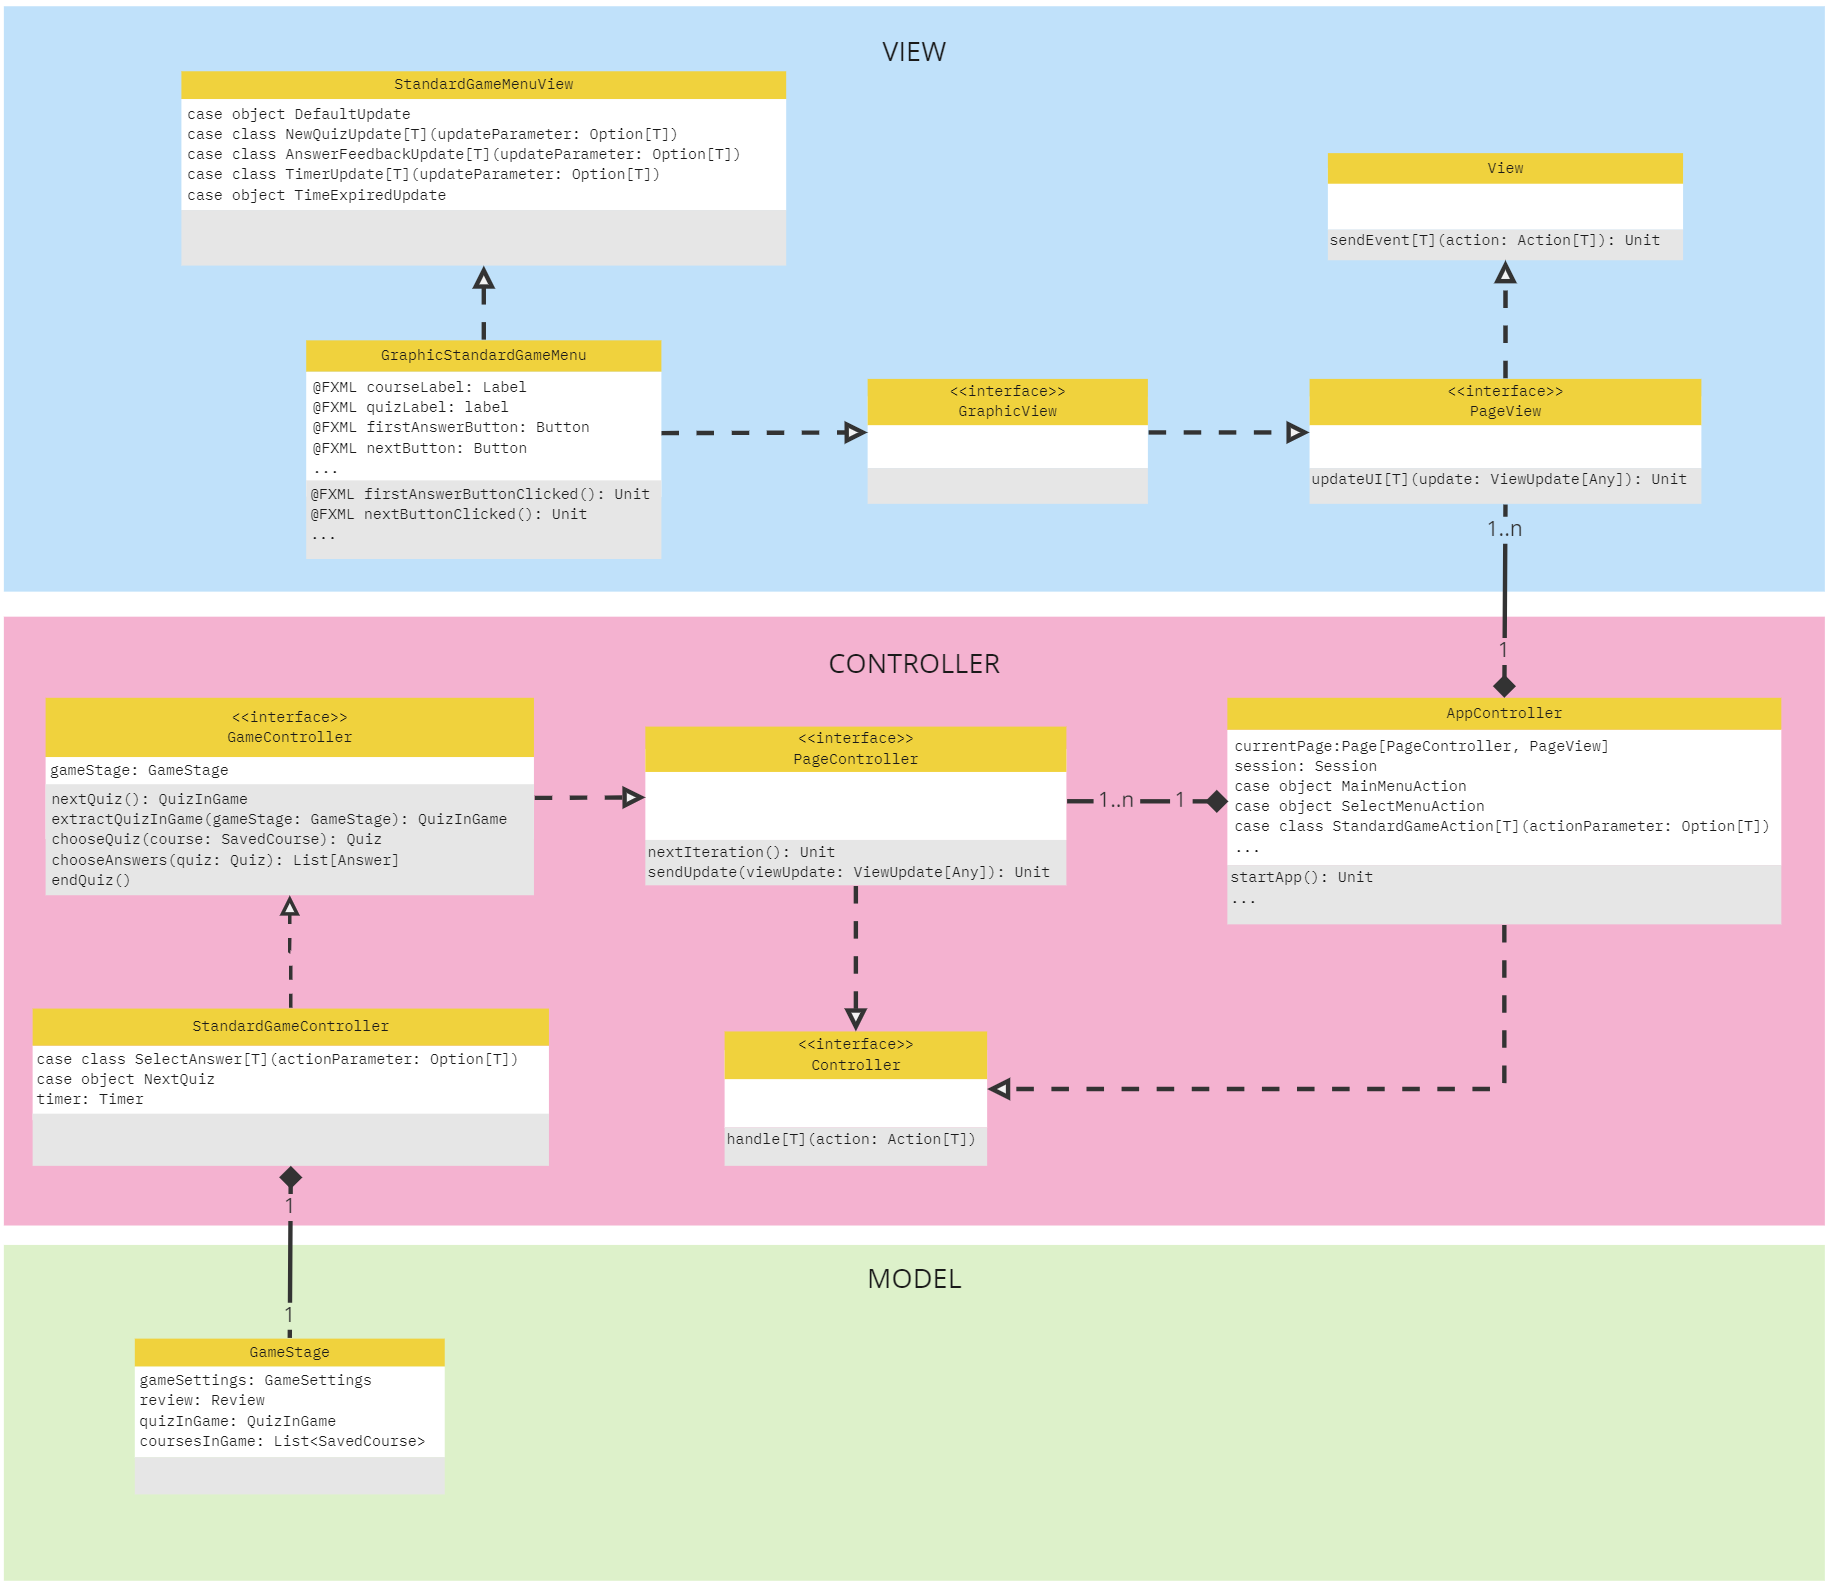 VIEW
StandardGameMenuView
case object DefaultUpdate
case class NewQuizUpdate[T](updateParameter: Option[T])
case class AnswerFeedbackUpdate[T](updateParameter: Option[T])
case class TimerUpdate[T](updateParameter: Option[T])
case object TimeExpiredUpdate
View
sendEvent[T](action: Action[T]): Unit
GraphicStandardGameMenu
@FXML courseLabel: Label
@FXML quizLabel: label
@FXML firstAnswerButton: Button
@FXML nextButton: Button
...
@FXML firstAnswerButtonClicked(): Unit
@FXML nextButtonClicked(): Unit
...
<<interface>>
GraphicView
<<interface>>
PageView
updateUI[T](update: ViewUpdate[Any]): Unit
1..n
1
CONTROLLER
<<interface>>
GameController
gameStage: GameStage
nextQuiz(): QuizInGame
extractQuizInGame(gameStage: GameStage): QuizInGame
chooseQuiz(course: SavedCourse): Quiz
chooseAnswers(quiz: Quiz): List[Answer]
endQuiz()
<<interface>>
PageController
nextIteration(): Unit
sendUpdate(viewUpdate: ViewUpdate[Any]): Unit
1..n
1
AppController
currentPage:Page[PageController, PageView]
session: Session
case object MainMenuAction
case object SelectMenuAction
case class StandardGameAction[T](actionParameter: Option[T])
...
startApp(): Unit
...
StandardGameController
case class SelectAnswer[T](actionParameter: Option[T])
case object NextQuiz
timer: Timer
<<interface>>
Controller
handle[T](action: Action[T])
1
1
MODEL
GameStage
gameSettings: GameSettings
review: Review
quizInGame: QuizInGame
coursesInGame: List<SavedCourse>